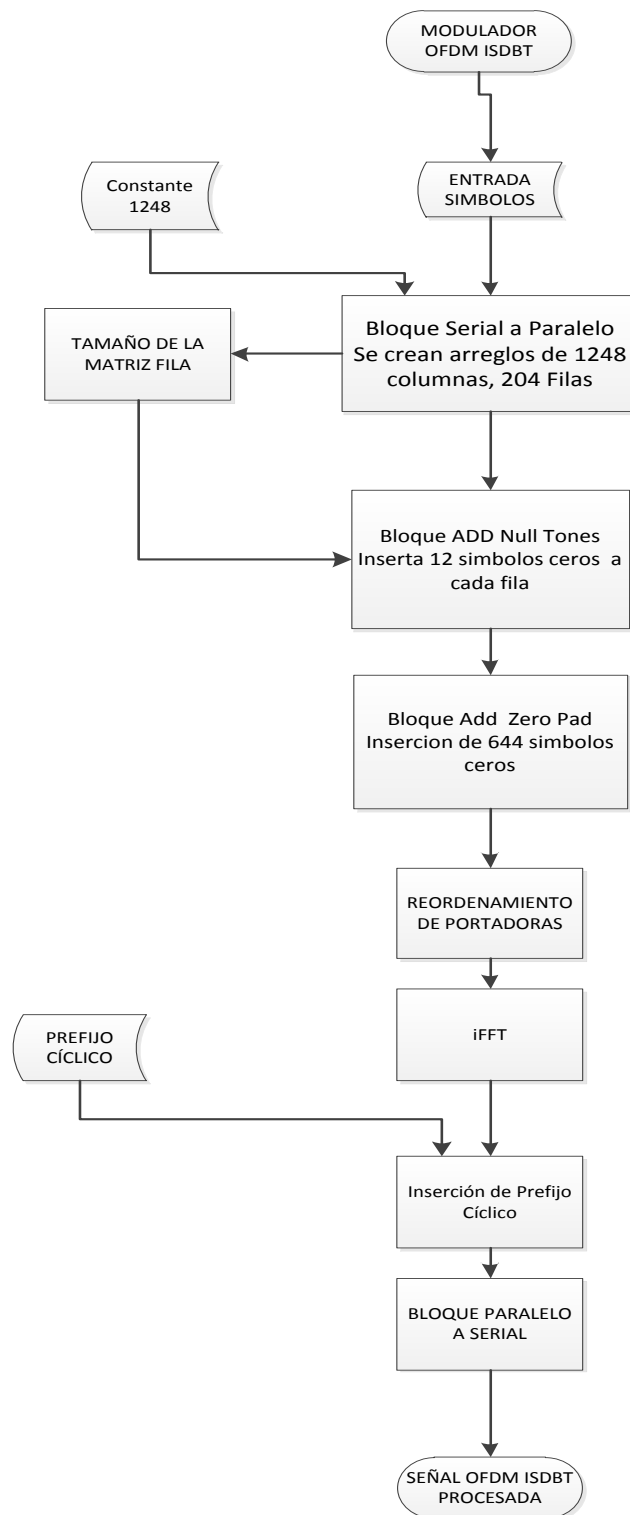 MODULADOR
OFDM ISDBT
Constante
1248
ENTRADA
SIMBOLOS
TAMAÑO DE LA
MATRIZ FILA
Bloque Serial a Paralelo
Se crean arreglos de 1248
columnas, 204 Filas
Bloque ADD Null Tones
Inserta 12 simbolos ceros a
cada fila
Bloque Add Zero Pad
Insercion de 644 simbolos
ceros
REORDENAMIENTO
DE PORTADORAS
iFFT
PREFIJO
CÍCLICO
Inserción de Prefijo
Cíclico
BLOQUE PARALELO
A SERIAL
SEÑAL OFDM ISDBT
PROCESADA